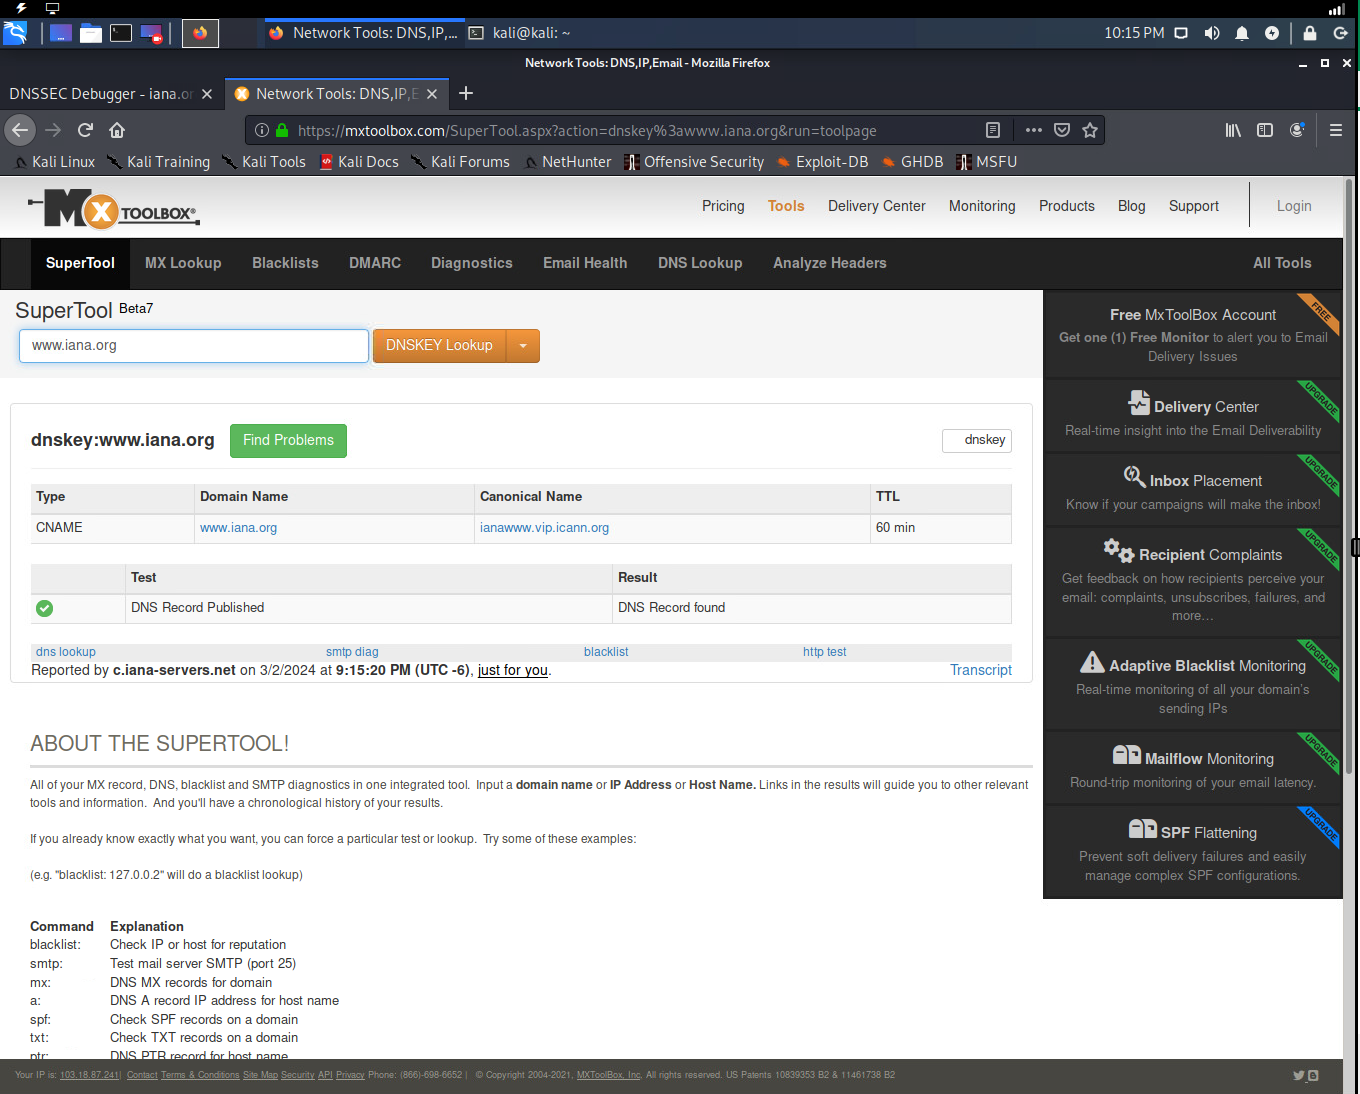 Network Tools: DNS,IP,...
kali@kali: ~
10:15 PM
Network Tools: DNS,IP,Email - Mozilla Firefox
DNSSEC Debugger - iana.or
Network Tools: DNS,IP,E
https://mxtoolbox.com/SuperTool.aspx?action=dnskey%3awww.iana.org&run=toolpage
Kali Linux Kali Training Kali Tools Kali Docs Kali Forums NetHunter Offensive Security Exploit-DB GHDB MSFU
MX TOOLBOX®
Pricing Tools Delivery Center Monitoring Products Blog Support Login
SuperTool MX Lookup Blacklists DMARC Diagnostics Email Health DNS Lookup Analyze Headers All Tools
SuperTool Beta7
www.iana.org DNSKEY Lookup
dnskey:www.iana.org Find Problems dnskey
Type Domain Name Canonical Name TTL
CNAME www.iana.org ianawww.vip.icann.org 60 min
Test Result
DNS Record Published DNS Record found
dns lookup smtp diag blacklist http test
Reported by c.iana-servers.net on 3/2/2024 at 9:15:20 PM (UTC -6), just for you. Transcript
FREE
Free MxToolBox Account
Get one (1) Free Monitor to alert you to Email
Delivery Issues
UPGRADE
Delivery Center
Real-time insight into the Email Deliverability
UPGRADE
Inbox Placement
Know if your campaigns will make the inbox!
UPGRADE
Recipient Complaints
Get feedback on how recipients perceive your
email: complaints, unsubscribes, failures, and
more...
UPGRADE
Adaptive Blacklist Monitoring
Real-time monitoring of all your domain's
sending IPs
UPGRADE
Mailflow Monitoring
Round-trip monitoring of your email latency.
UPGRADE
SPF Flattening
Prevent soft delivery failures and easily
manage complex SPF configurations.
ABOUT THE SUPERTOOL!
All of your MX record, DNS, blacklist and SMTP diagnostics in one integrated tool. Input a domain name or IP Address or Host Name. Links in the results will guide you to other relevant
tools and information. And you'll have a chronological history of your results.
If you already know exactly what you want, you can force a particular test or lookup. Try some of these examples:
(e.g. "blacklist: 127.0.0.2" will do a blacklist lookup)
Command Explanation
blacklist: Check IP or host for reputation
smtp: Test mail server SMTP (port 25)
mx: DNS MX records for domain
a: DNS A record IP address for host name
spf: Check SPF records on a domain
txt: Check TXT records on a domain
ptr: DNS PTR record for host name
Your IP is: 103.18.87.241| Contact Terms & Conditions Site Map Security API Privacy Phone: (866)-698-6652 | © Copyright 2004-2021, MXToolBox, Inc, All rights reserved. US Patents 10839353 B2 & 11461738 B2